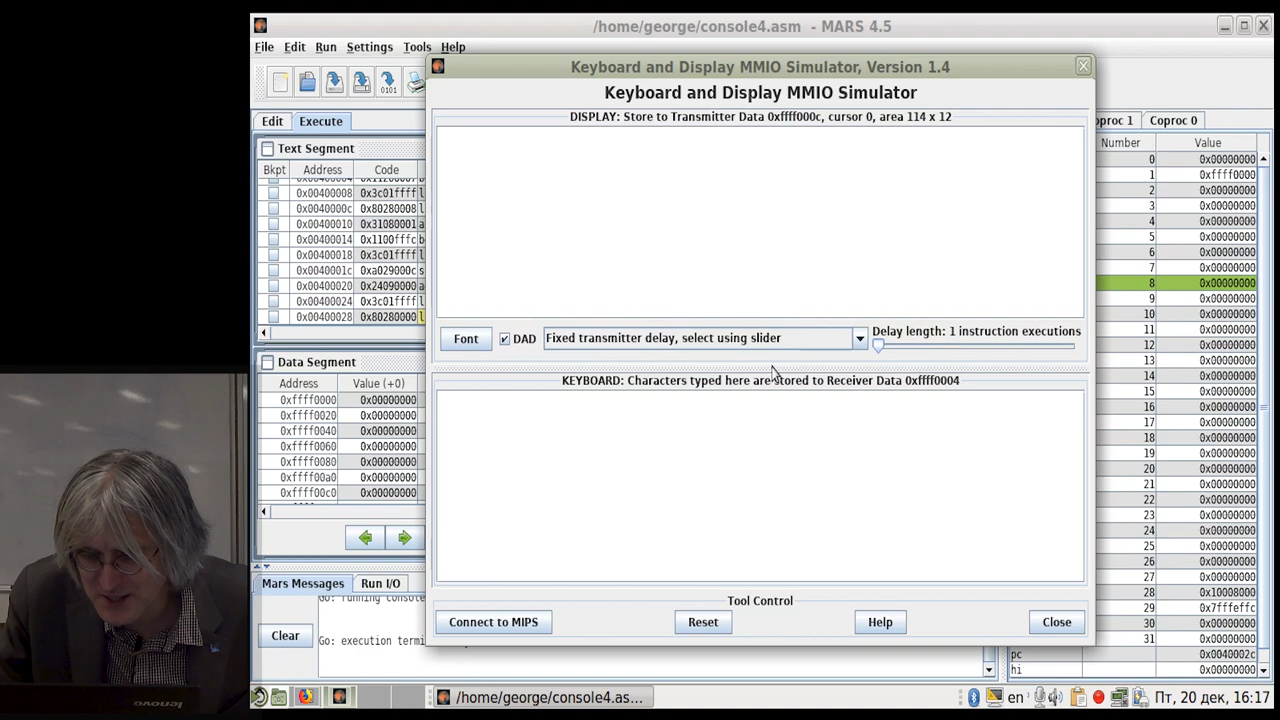 /home/george/console4.asm - MARS 4.5
File Edit Run Settings Tools Help
Keyboard and Display MMIO Simulator, Version 1.4
Keyboard and Display MMIO Simulator
Edit Execute
DISPLAY: Store to Transmitter Data 0xffff000c, cursor 0, area 114 x 12
Coproc 0
Text Segment
Bkpt Address Code
0x00400008 0x3c01ffff
0x0040000c 0x80280008
0x00400010 0x31080001
0x00400014 0x1100fffc
0x00400018 0x3c01ffff
0x0040001c 0xa029000c
0x00400020 0x24090000
0x00400024 0x3c01ffff
0x00400028 0x80280000
Font DAD Fixed transmitter delay, select using slider
Delay length: 1 instruction executions
Data Segment
Address Value (+0)
0xffff0000 0x00000000
0xffff0020 0x00000000
0xffff0040 0x00000000
0xffff0060 0x00000000
0xffff0080 0x00000000
0xffff00a0 0x00000000
0xffff00c0 0x00000000
KEYBOARD: Characters typed here are stored to Receiver Data 0xffff0004
Mars Messages Run I/O
Clear
Go: running console
Go: execution termi
Tool Control
Connect to MIPS Reset Help Close
Number Value
0 0x00000000
1 0xffff0000
2 0x00000000
3 0x00000000
4 0x00000000
5 0x00000000
6 0x00000000
7 0x00000000
8 0x00000000
9 0x00000000
10 0x00000000
11 0x00000000
12 0x00000000
13 0x00000000
14 0x00000000
15 0x00000000
16 0x00000000
17 0x00000000
18 0x00000000
19 0x00000000
20 0x00000000
21 0x00000000
22 0x00000000
23 0x00000000
24 0x00000000
25 0x00000000
26 0x00000000
27 0x00000000
28 0x10008000
29 0x7fffeffc
30 0x00000000
31 0x00000000
pc 0x0040002c
hi 0x00000000
/home/george/console4.as...
en
Пт, 20 дек, 16:17